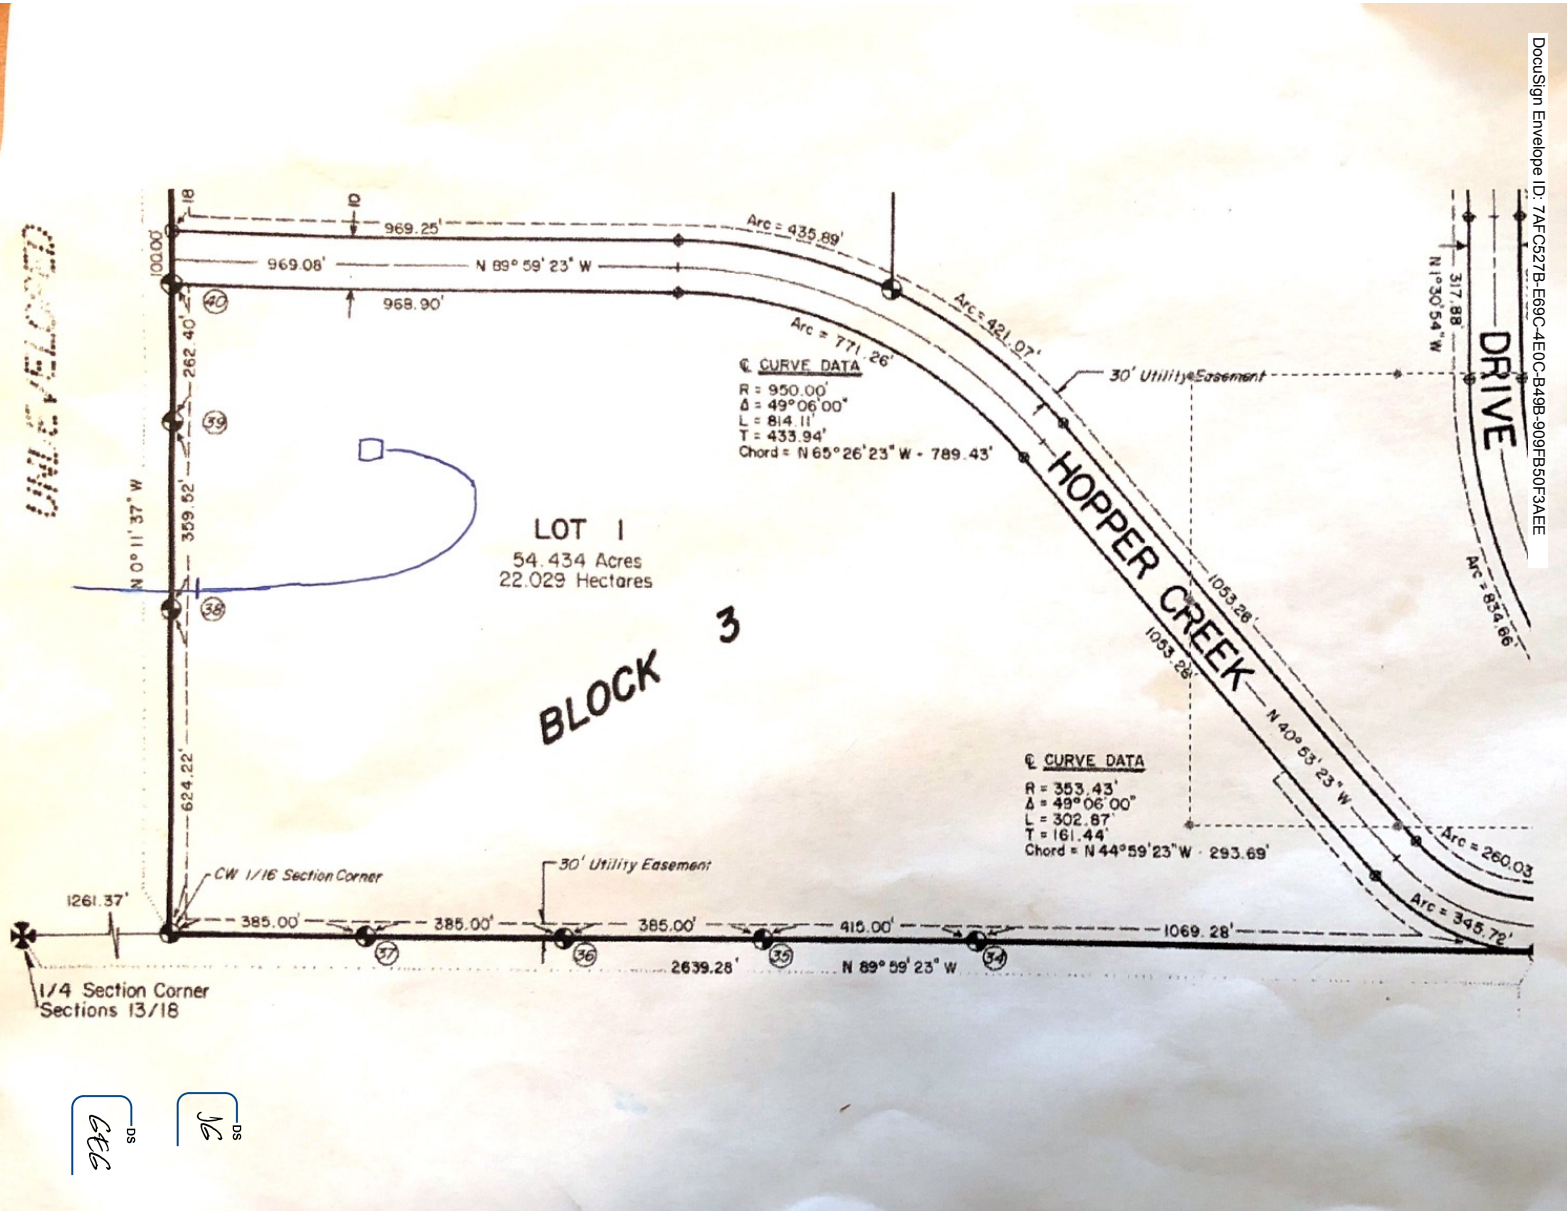 DocuSign Envelope ID: 7AFC527B-E69C-4E0C-B49B-909FB50F3AEE
UNDEVELOPED
18
10
100.00'
969.25'
Arc = 435.89'
969.08' N 89° 59' 23" W
968.90'
40
Arc = 421.07'
Arc = 771.26'
262.40'
℄ CURVE DATA
R = 950.00'
Δ = 49° 06' 00"
L = 814.11'
T = 433.94'
Chord = N 65° 26' 23" W - 789.43'
30' Utility Easement
317.88'
N 1° 30' 54" W
DRIVE
39
359.52'
N 0° 11' 37" W
LOT 1
54.434 Acres
22.029 Hectares
HOPPER CREEK
1053.26'
1053.26'
Arc = 834.66'
38
BLOCK 3
N 40° 53' 23" W
624.22'
℄ CURVE DATA
R = 353.43'
Δ = 49° 06' 00"
L = 302.87'
T = 161.44'
Chord = N 44° 59' 23" W - 293.69'
Arc = 260.03
CW 1/16 Section Corner
30' Utility Easement
1261.37'
385.00' 385.00' 385.00' 415.00' 1069.28'
Arc = 345.72'
37 36 35 34
2639.28' N 89° 59' 23" W
1/4 Section Corner
Sections 13/18
DS
JG
DS
GEG